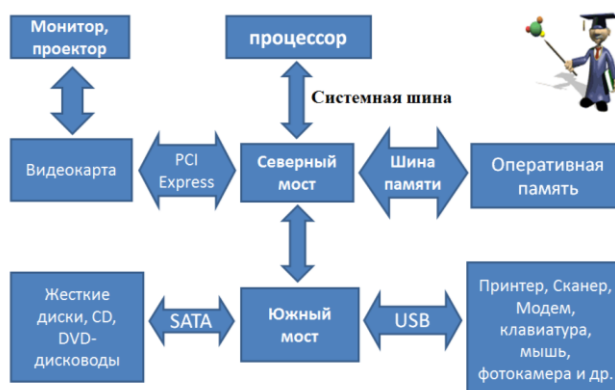 Монитор,
проектор
процессор
Системная шина
Видеокарта
PCI
Express
Северный
мост
Шина
памяти
Оперативная
память
Жесткие
диски, CD,
DVD-
дисководы
SATA
Южный
мост
USB
Принтер, Сканер,
Модем,
клавиатура,
мышь,
фотокамера и др.